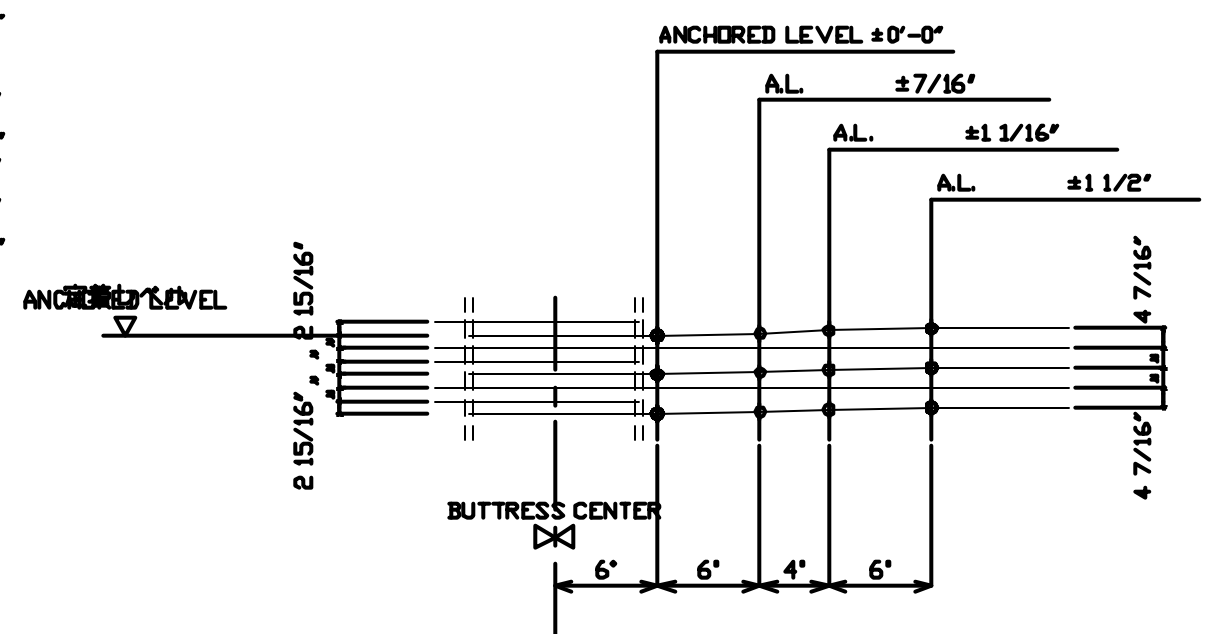 ANCHORED LEVEL ±0'-0"
A.L. ±7/16"
A.L. ±1 1/16"
A.L. ±1 1/2"
2 15/16"
4 7/16"
ANCHORED LEVEL
"
"
"
"
"
"
"
2 15/16"
4 7/16"
BUTTRESS CENTER
6"
6"
4"
6"